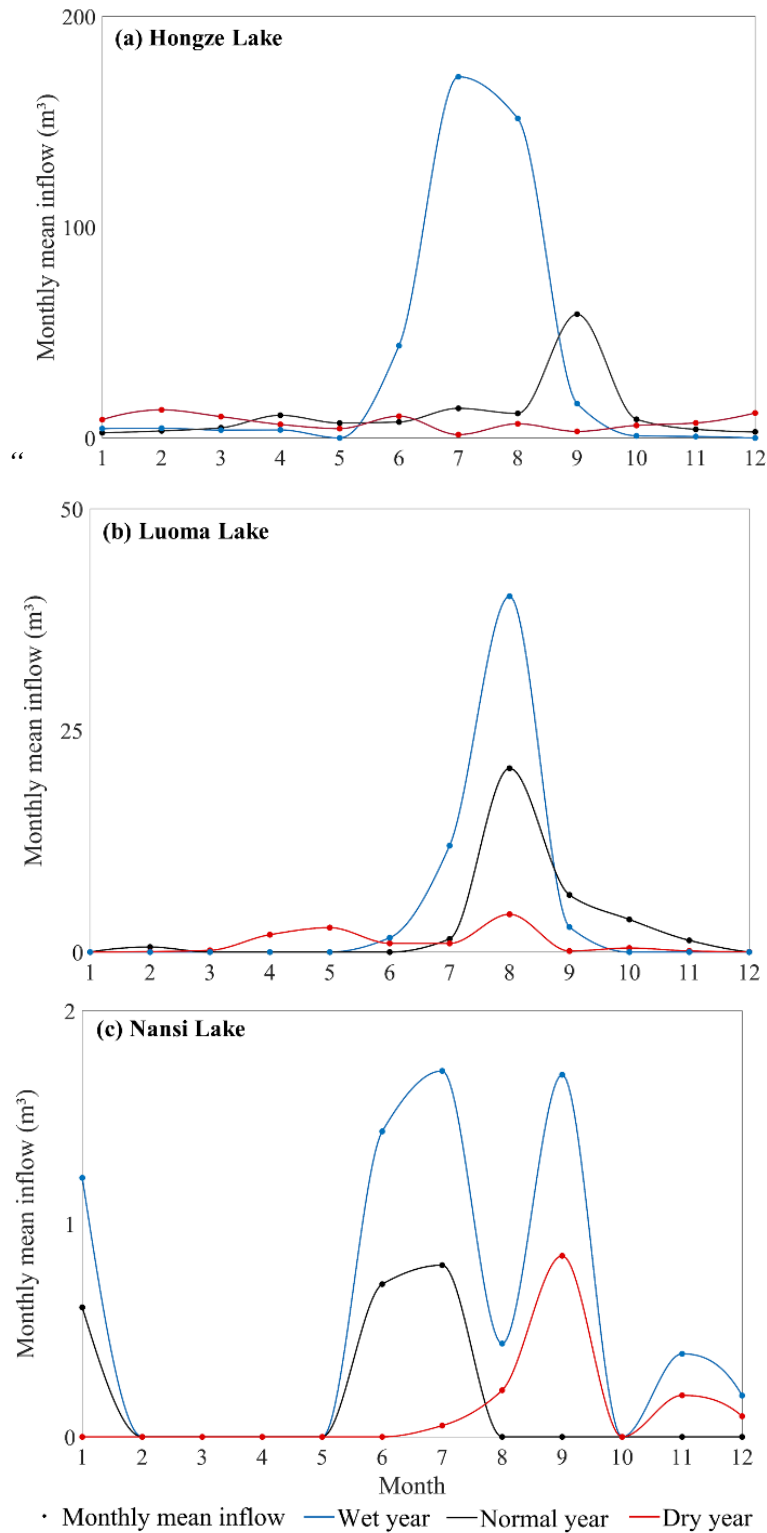 200
(a) Hongze Lake
Monthly mean inflow (m³)
100
0
“
1 2 3 4 5 6 7 8 9 10 11 12
50
(b) Luoma Lake
Monthly mean inflow (m³)
25
0
1 2 3 4 5 6 7 8 9 10 11 12
2
(c) Nansi Lake
Monthly mean inflow (m³)
1
0
1 2 3 4 5 6 7 8 9 10 11 12
Month
· Monthly mean inflow — Wet year — Normal year — Dry year